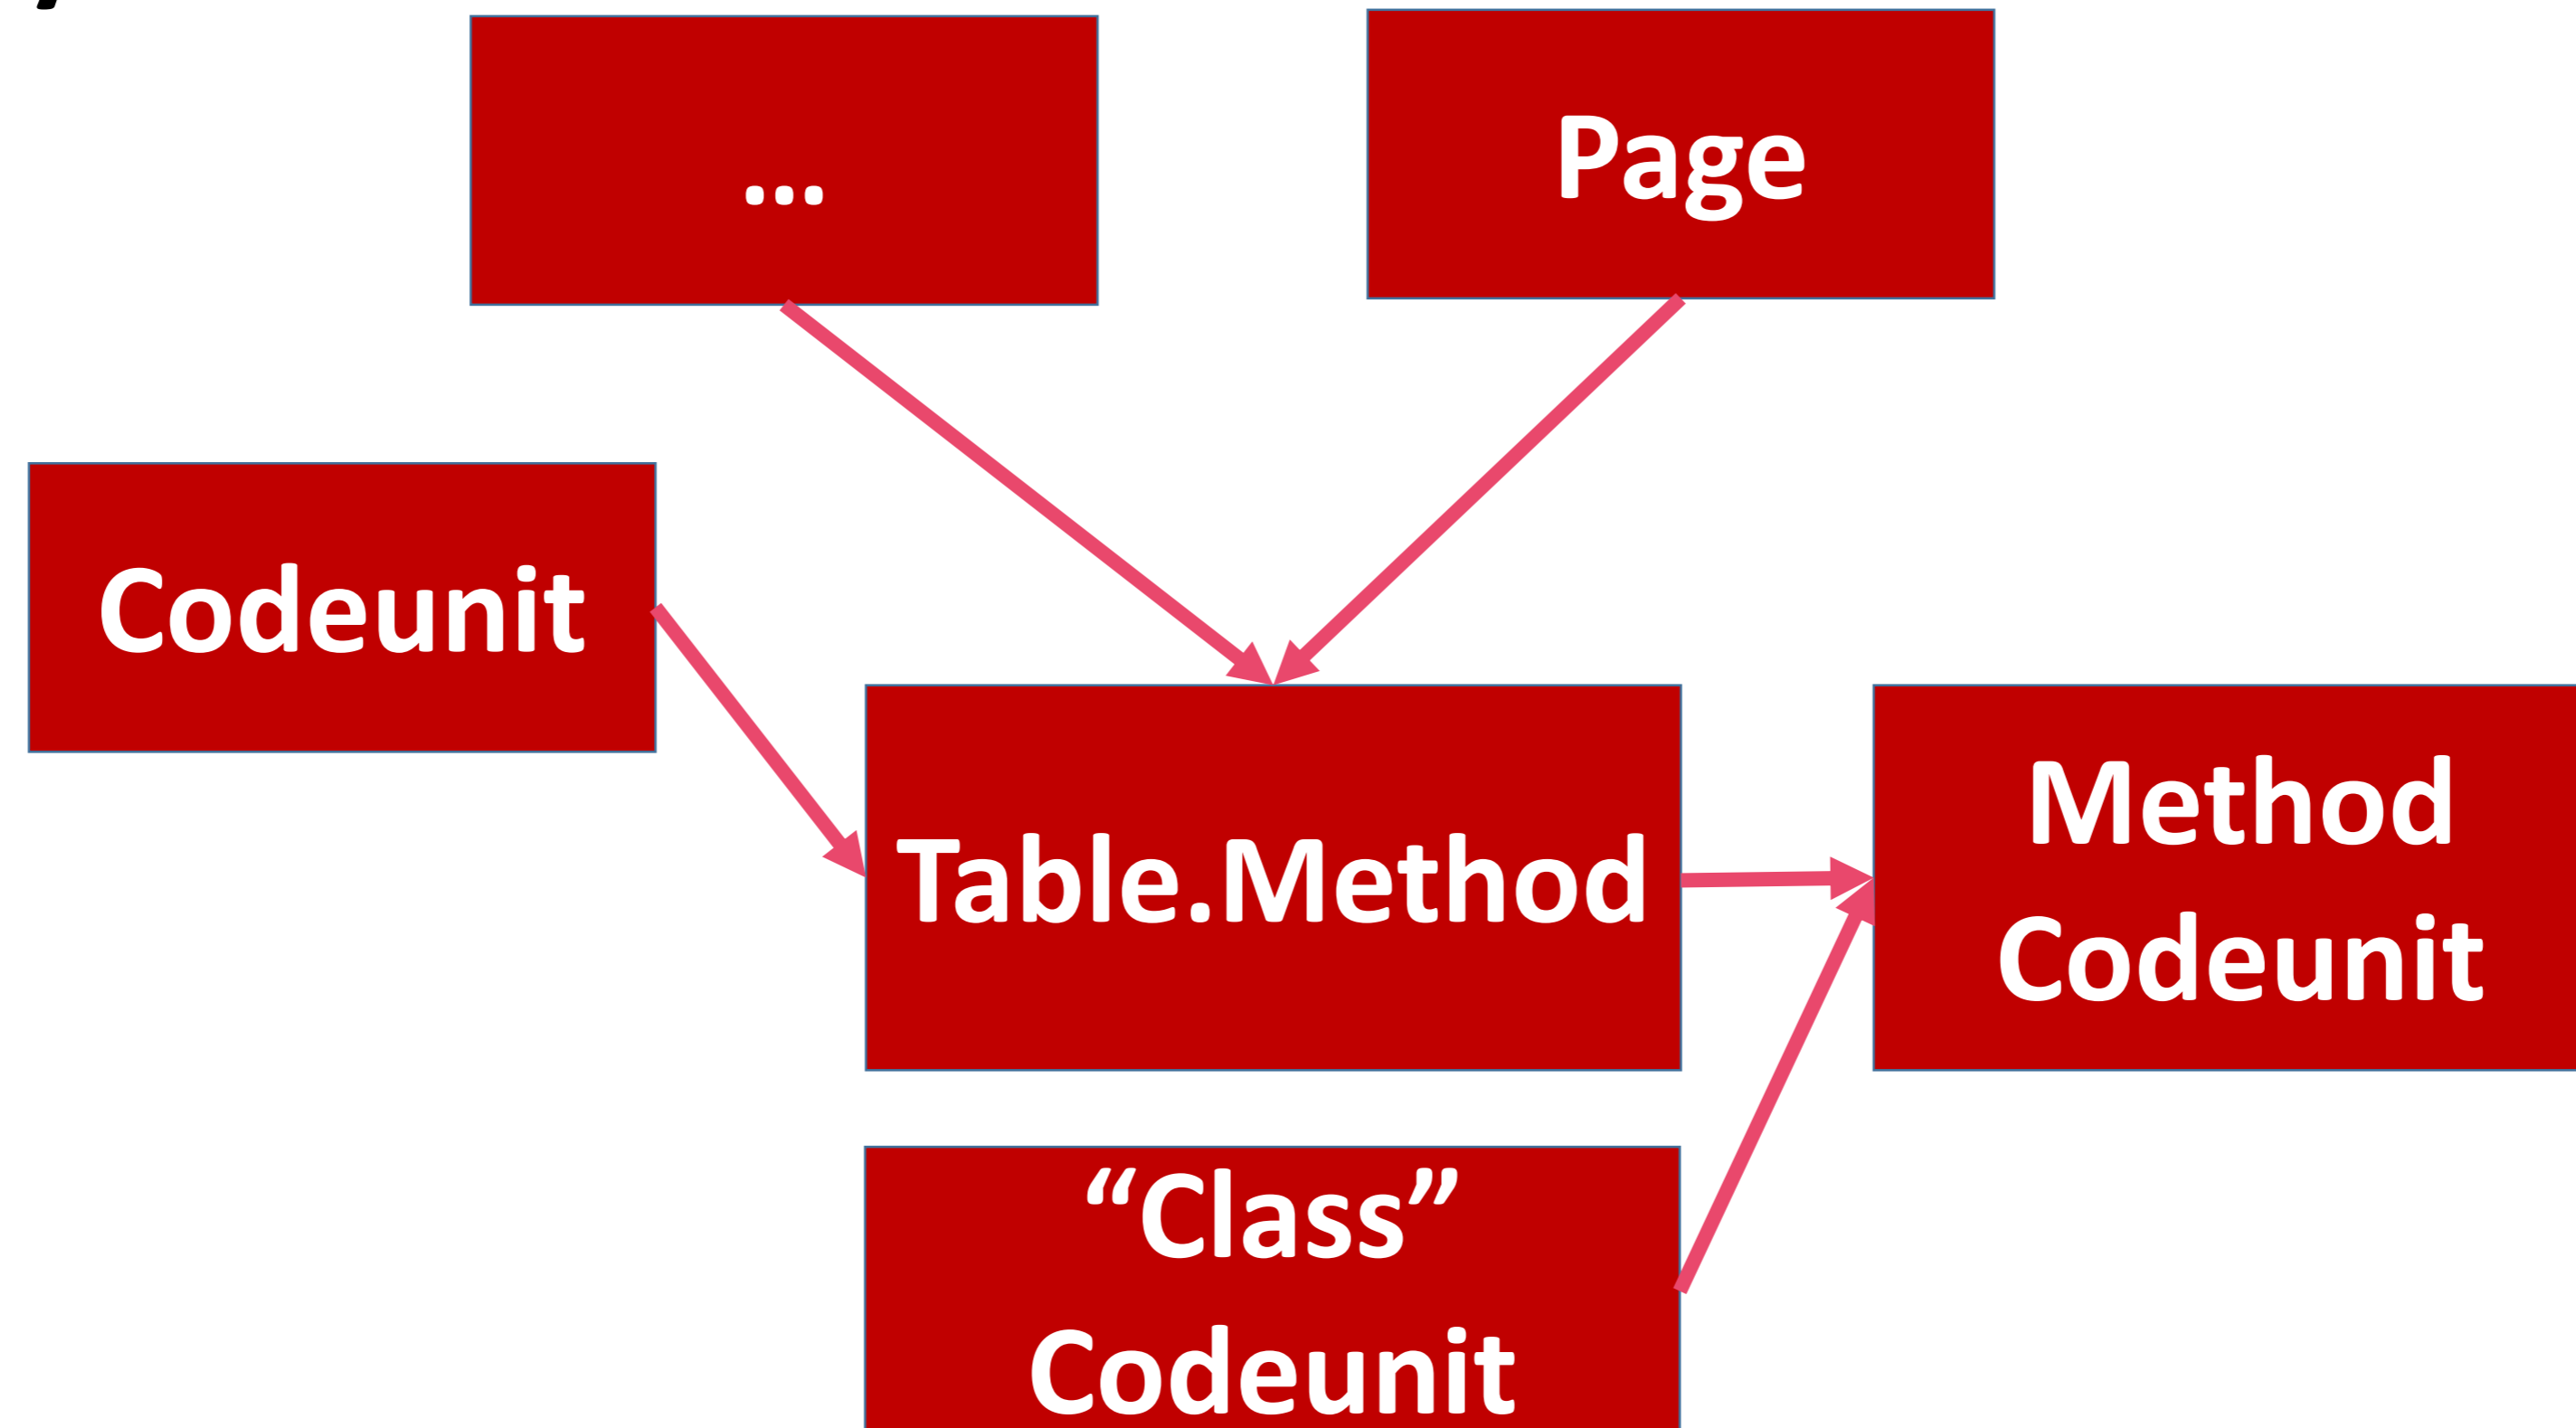 ...
Page
Codeunit
Table.Method
Method
Codeunit
“Class”
Codeunit